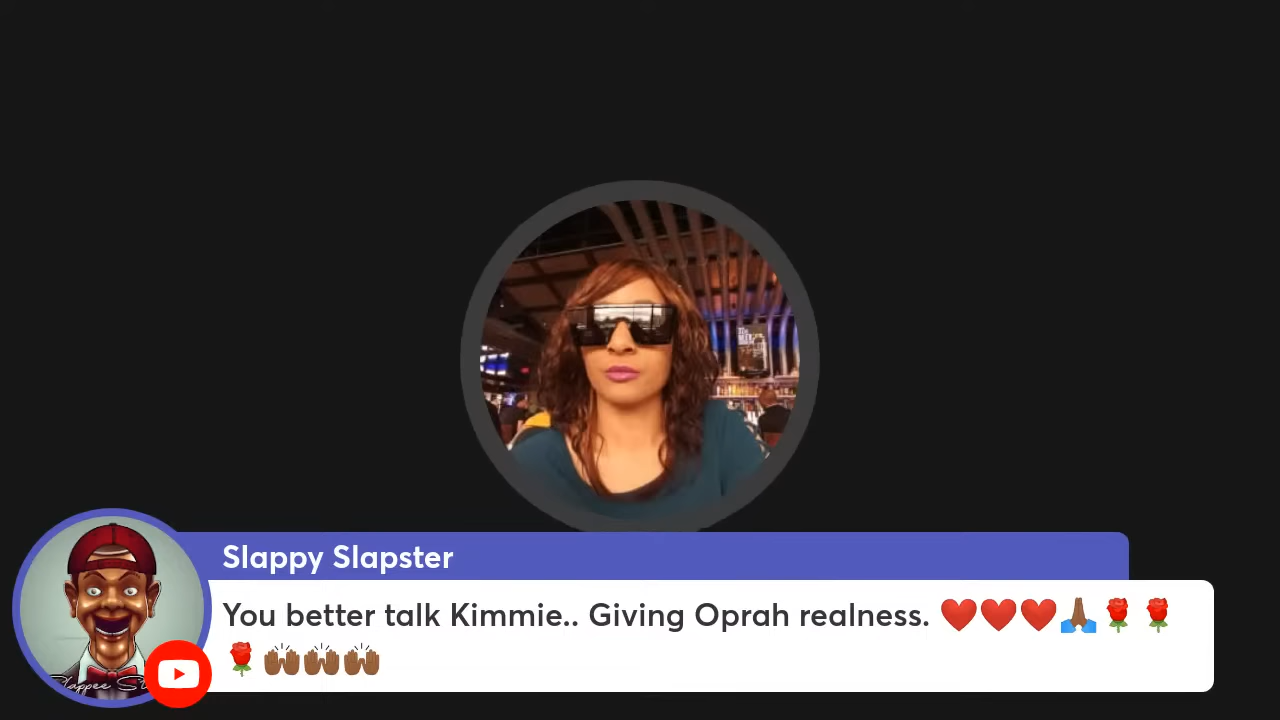 Slappy Slapster
You better talk Kimmie.. Giving Oprah realness. ❤️❤️❤️🙏🏾🌹🌹
🌹🙌🏾🙌🏾🙌🏾